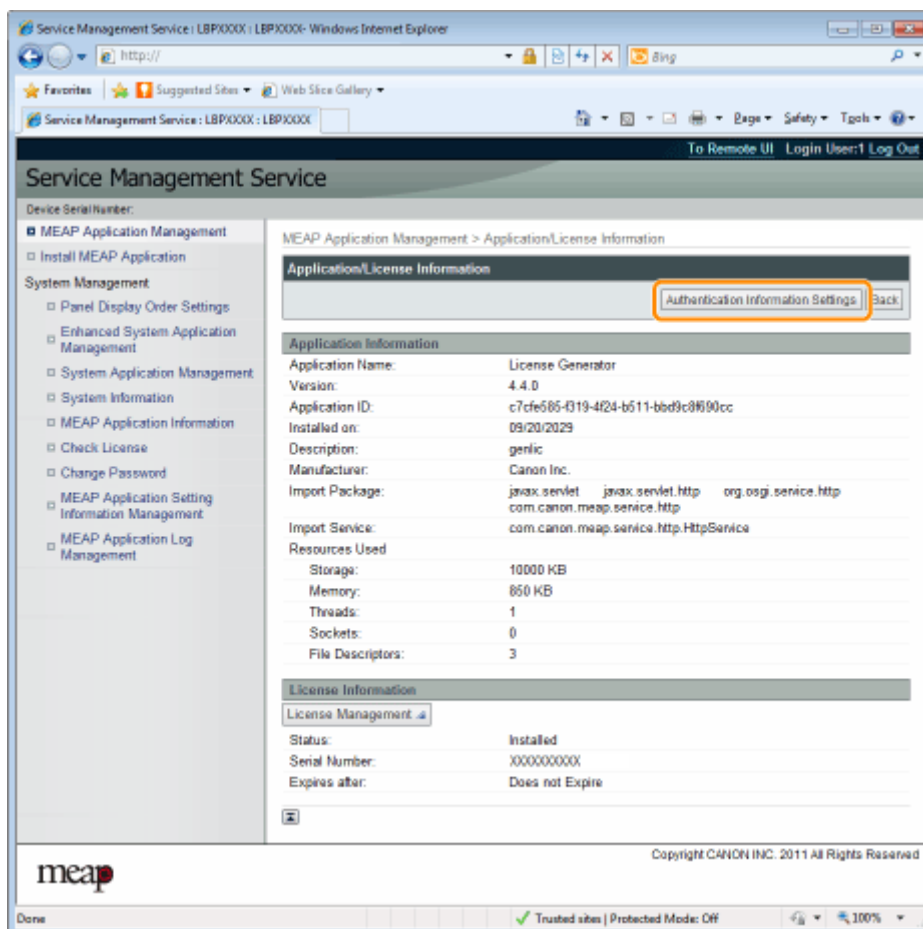 Service Management Service : LBPXXXX : LBPXXXX- Windows Internet Explorer
http://
Bing
Favorites Suggested Sites Web Slice Gallery
Service Management Service : LBPXXXX : LBPXXXX
Page Safety Tools
To Remote UI Login User:1 Log Out
Service Management Service
Device Serial Number:
MEAP Application Management
Install MEAP Application
System Management
Panel Display Order Settings
Enhanced System Application
Management
System Application Management
System Information
MEAP Application Information
Check License
Change Password
MEAP Application Setting
Information Management
MEAP Application Log
Management
MEAP Application Management > Application/License Information
Application/License Information
Authentication Information Settings Back
Application Information
Application Name: License Generator
Version: 4.4.0
Application ID: c7cfe585-f319-4f24-b511-bbd9c8f690cc
Installed on: 09/20/2029
Description: genlic
Manufacturer: Canon Inc.
Import Package: javax.servlet javax.servlet.http org.osgi.service.http
com.canon.meap.service.http
Import Service: com.canon.meap.service.http.HttpService
Resources Used
Storage: 10000 KB
Memory: 850 KB
Threads: 1
Sockets: 0
File Descriptors: 3
License Information
License Management
Status: Installed
Serial Number: XXXXXXXXXX
Expires after: Does not Expire
Copyright CANON INC. 2011 All Rights Reserved
meap
Done Trusted sites | Protected Mode: Off 100%